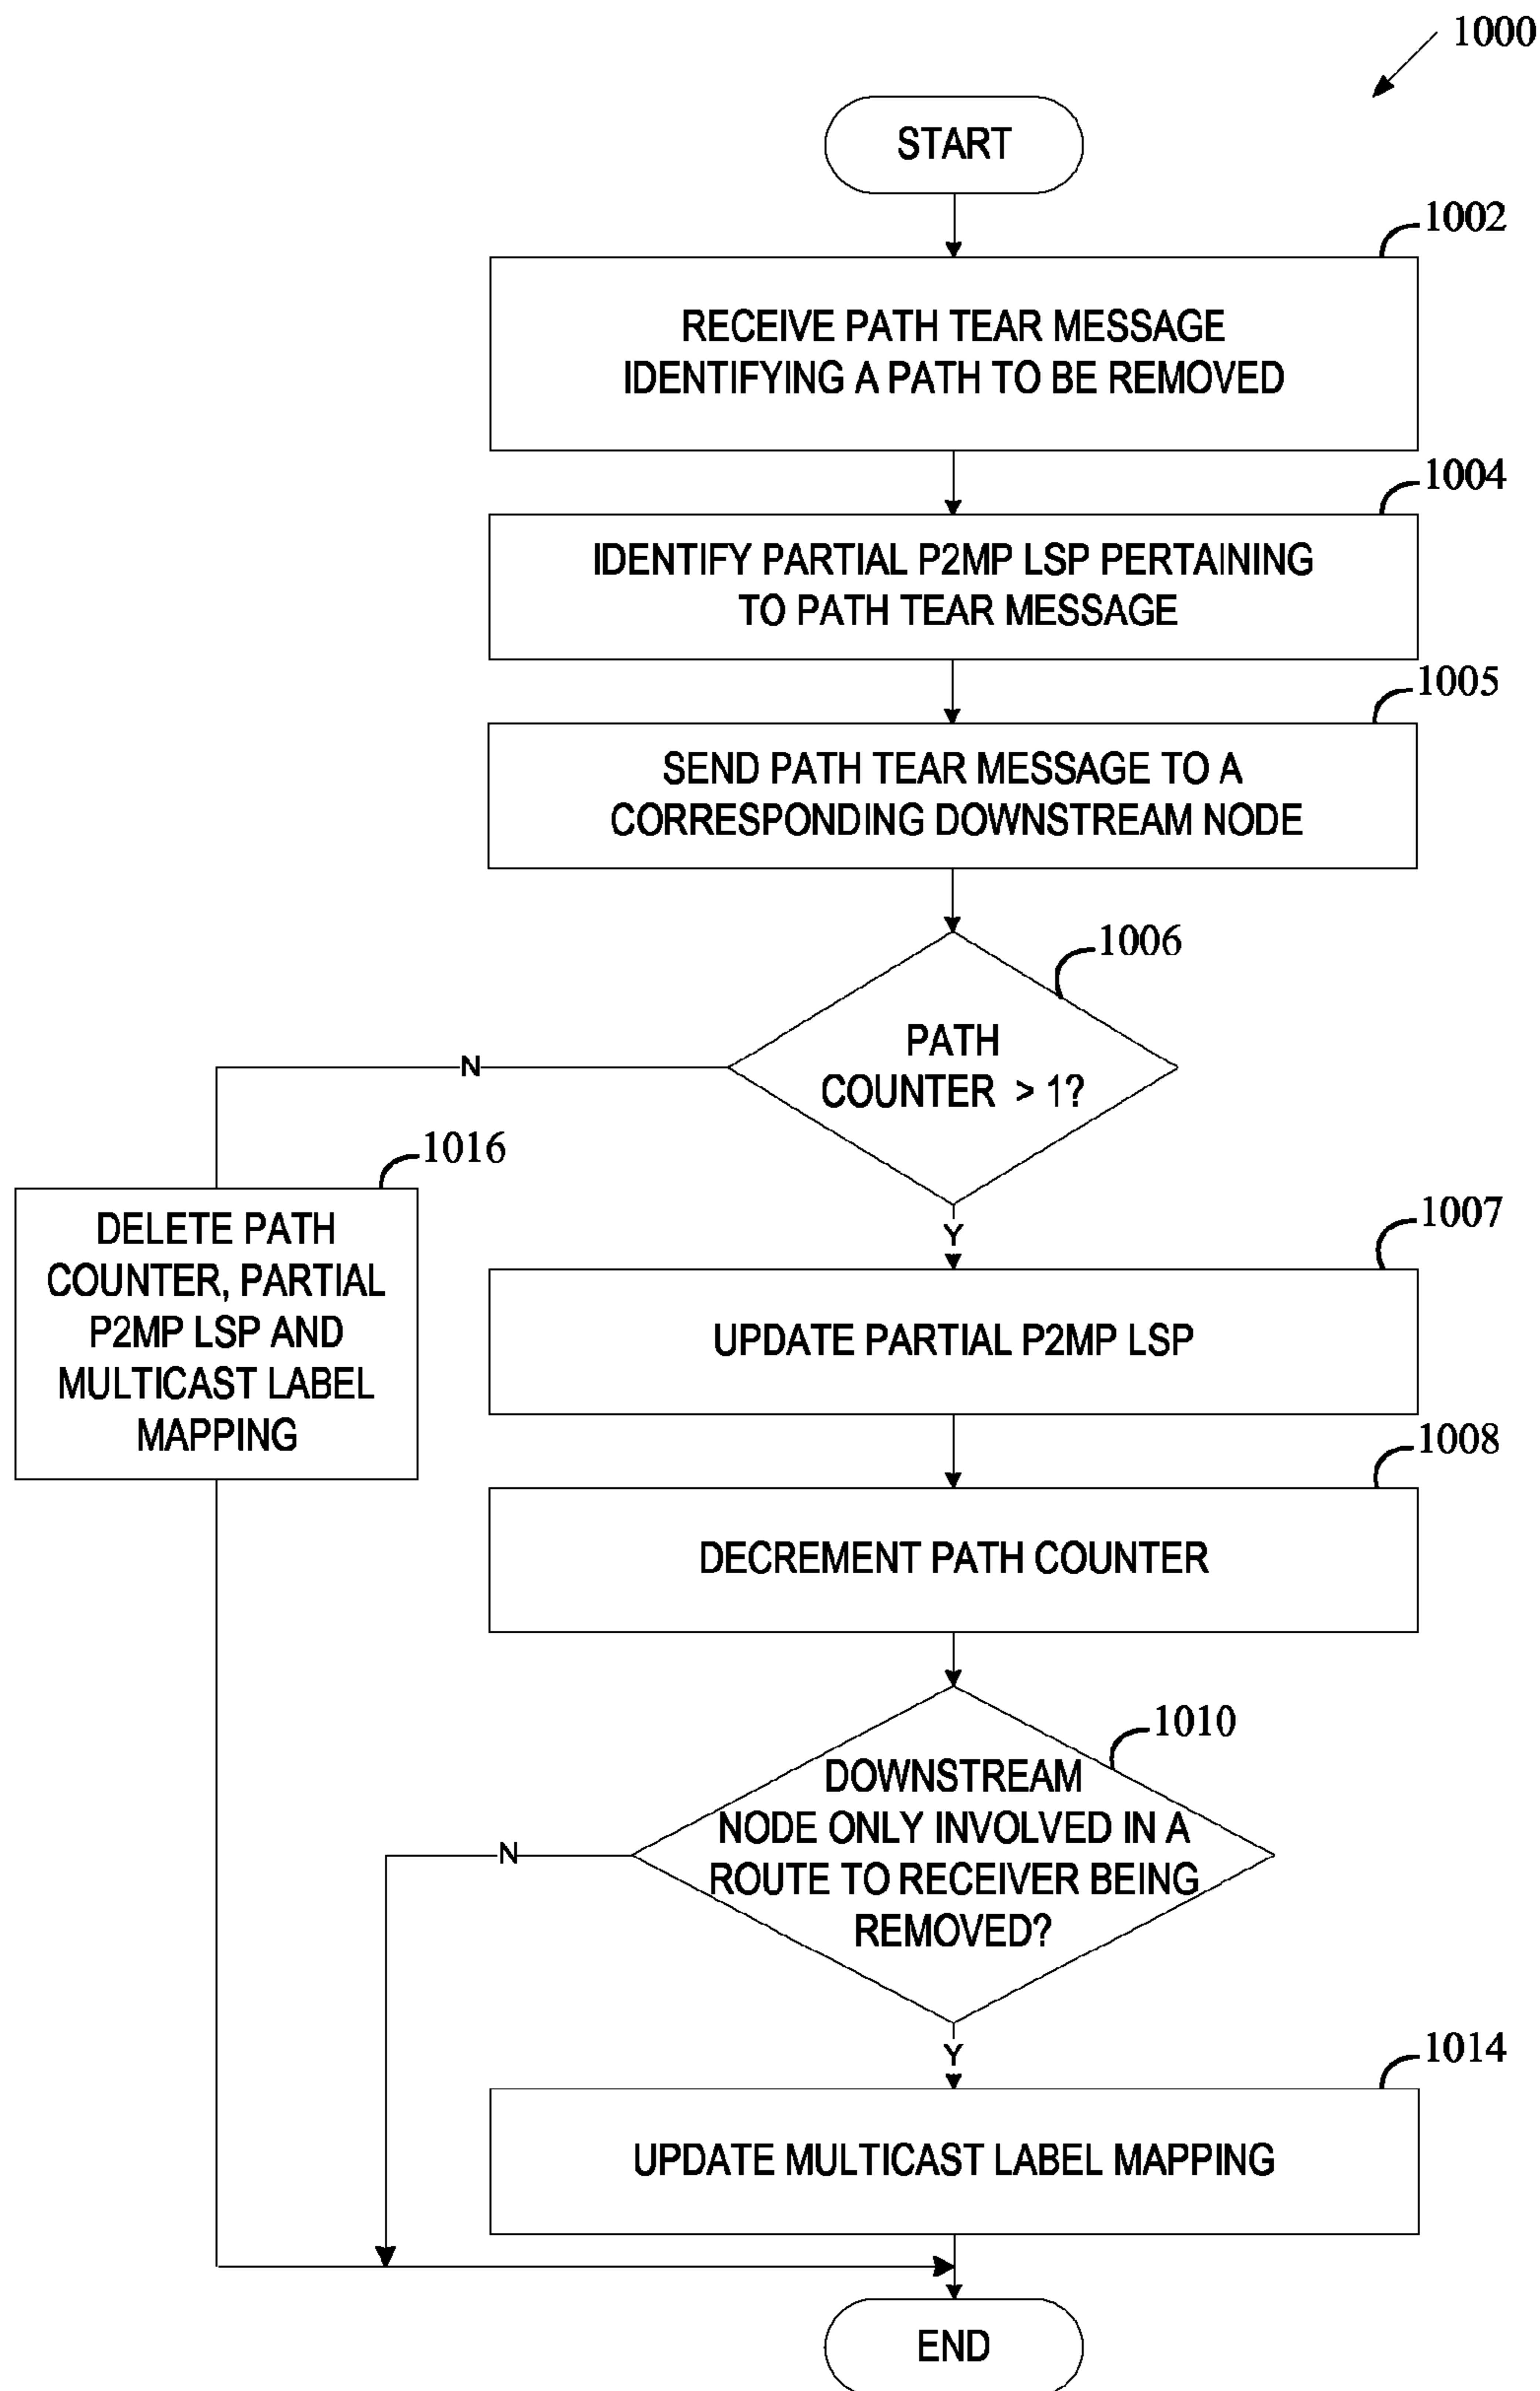 1000
START
1002
RECEIVE PATH TEAR MESSAGE
IDENTIFYING A PATH TO BE REMOVED
1004
IDENTIFY PARTIAL P2MP LSP PERTAINING
TO PATH TEAR MESSAGE
1005
SEND PATH TEAR MESSAGE TO A
CORRESPONDING DOWNSTREAM NODE
1006
PATH
COUNTER > 1?
N
1016
DELETE PATH
COUNTER, PARTIAL
P2MP LSP AND
MULTICAST LABEL
MAPPING
Y
1007
UPDATE PARTIAL P2MP LSP
1008
DECREMENT PATH COUNTER
1010
DOWNSTREAM
NODE ONLY INVOLVED IN A
ROUTE TO RECEIVER BEING
REMOVED?
N
Y
1014
UPDATE MULTICAST LABEL MAPPING
END